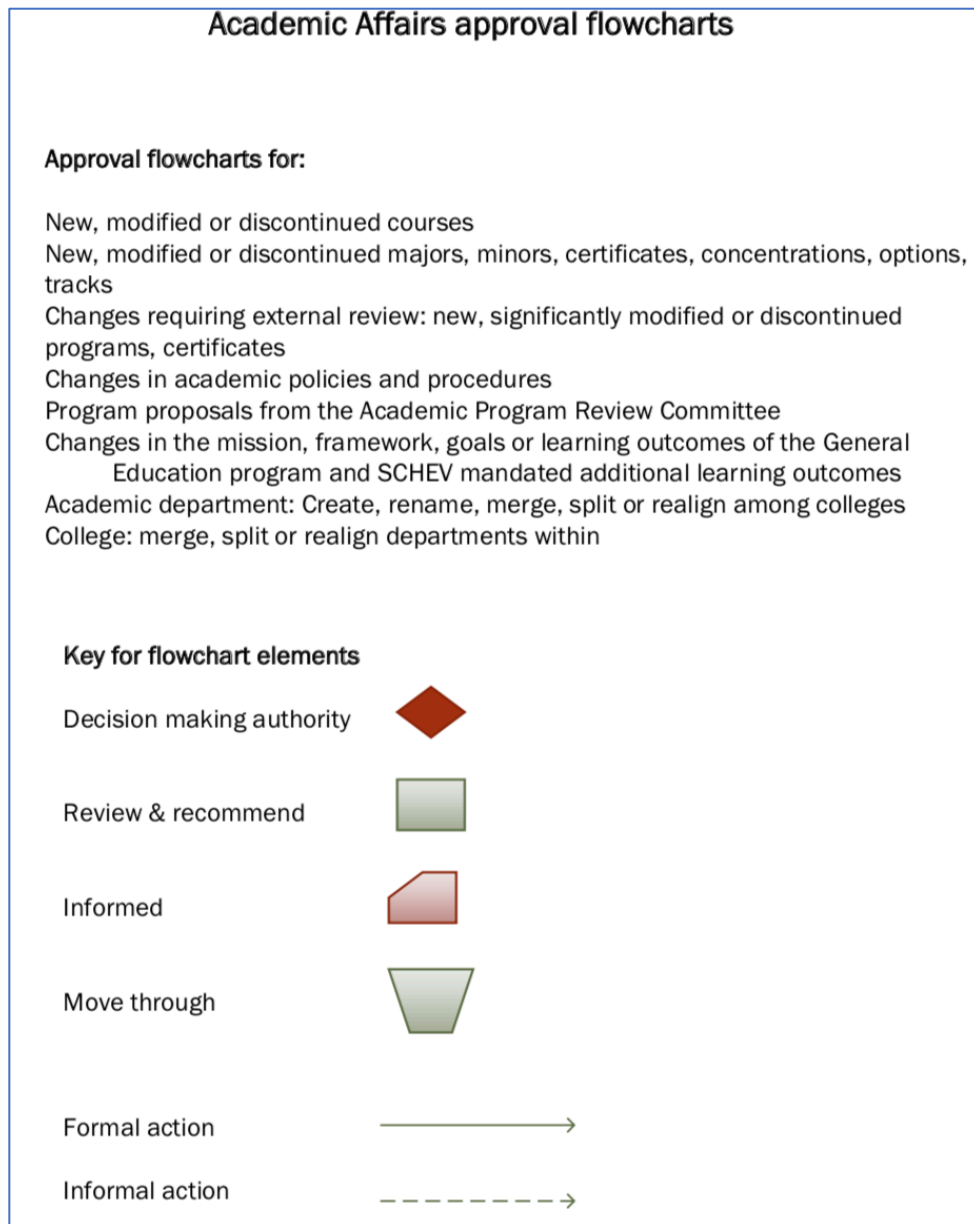 Academic Affairs approval flowcharts
Approval flowcharts for:
New, modified or discontinued courses
New, modified or discontinued majors, minors, certificates, concentrations, options,
tracks
Changes requiring external review: new, significantly modified or discontinued
programs, certificates
Changes in academic policies and procedures
Program proposals from the Academic Program Review Committee
Changes in the mission, framework, goals or learning outcomes of the General
Education program and SCHEV mandated additional learning outcomes
Academic department: Create, rename, merge, split or realign among colleges
College: merge, split or realign departments within
Key for flowchart elements
Decision making authority
Review & recommend
Informed
Move through
Formal action
Informal action